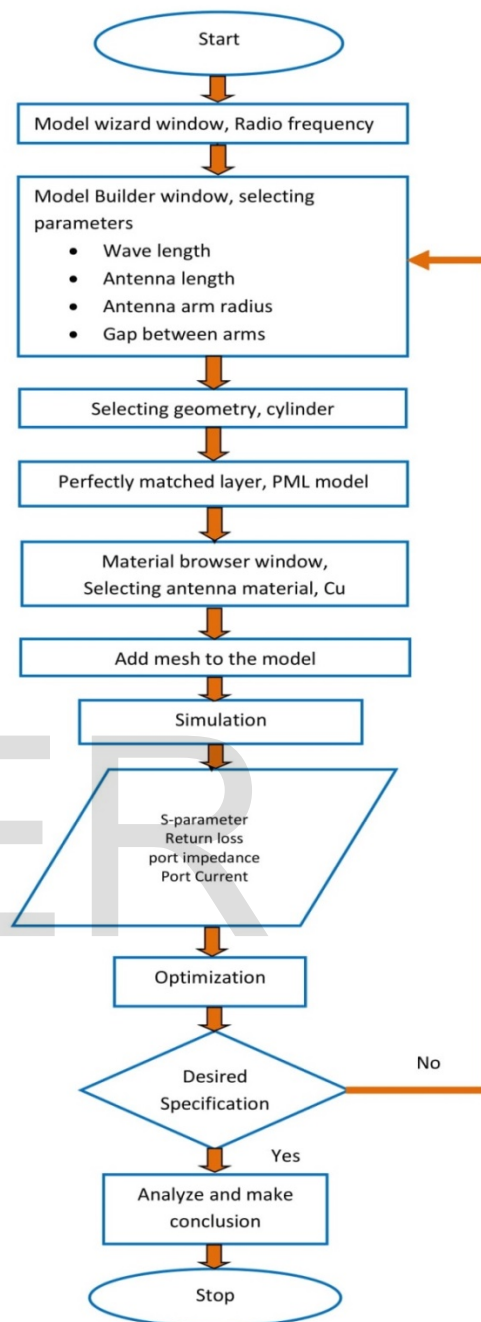 Start
Model wizard window, Radio frequency
Model Builder window, selecting
parameters
• Wave length
• Antenna length
• Antenna arm radius
• Gap between arms
Selecting geometry, cylinder
Perfectly matched layer, PML model
Material browser window,
Selecting antenna material, Cu
Add mesh to the model
Simulation
S-parameter
Return loss
port impedance
Port Current
ER
Optimization
Desired
Specification
No
Yes
Analyze and make
conclusion
Stop